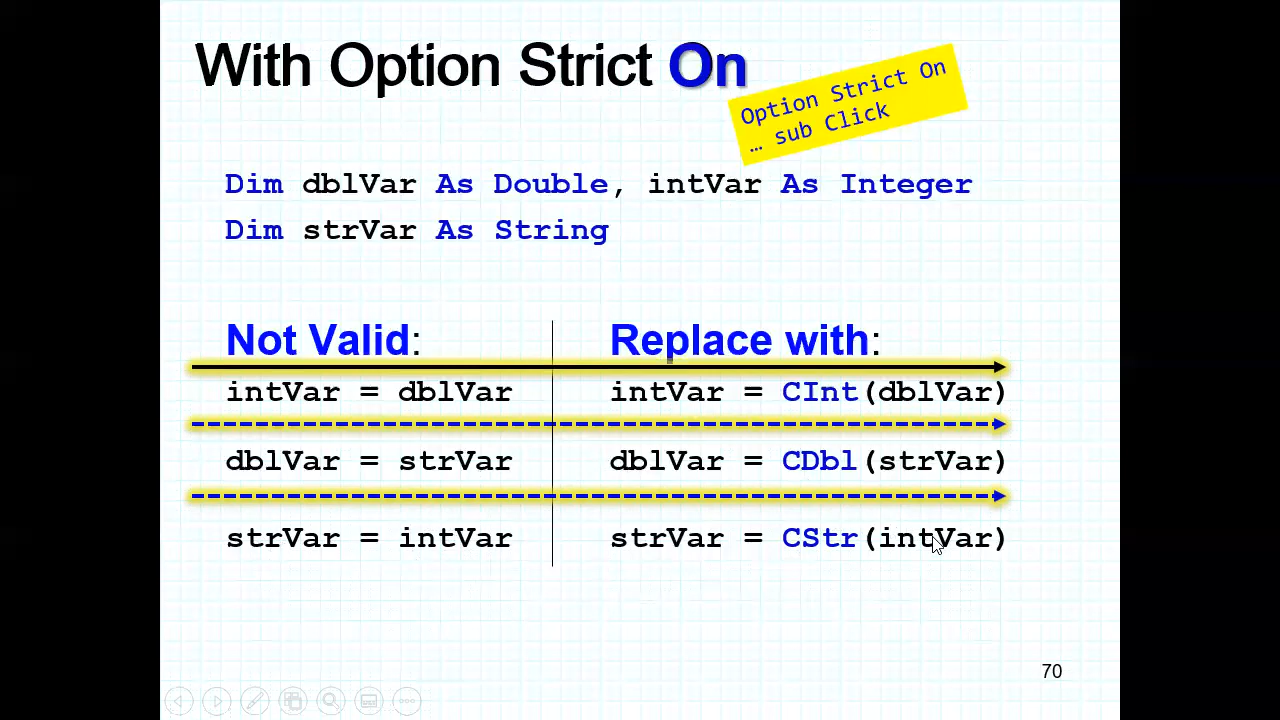 With Option Strict On
Option Strict On
… sub Click
Dim dblVar As Double, intVar As Integer
Dim strVar As String
Not Valid: Replace with:
intVar = dblVar intVar = CInt(dblVar)
dblVar = strVar dblVar = CDbl(strVar)
strVar = intVar strVar = CStr(intVar)
70